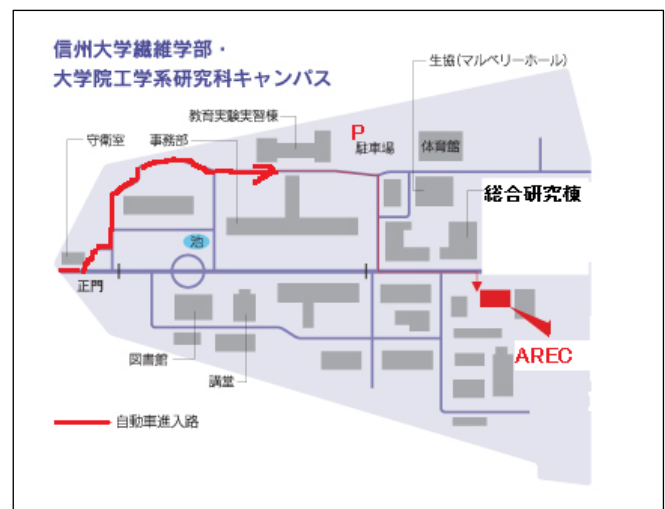 信州大学繊維学部・
大学院工学系研究科キャンパス
生協(マルベリーホール)
教育実験実習棟
P
駐車場
体育館
守衛室
事務部
総合研究棟
池
正門
図書館
講堂
AREC
自動車進入路